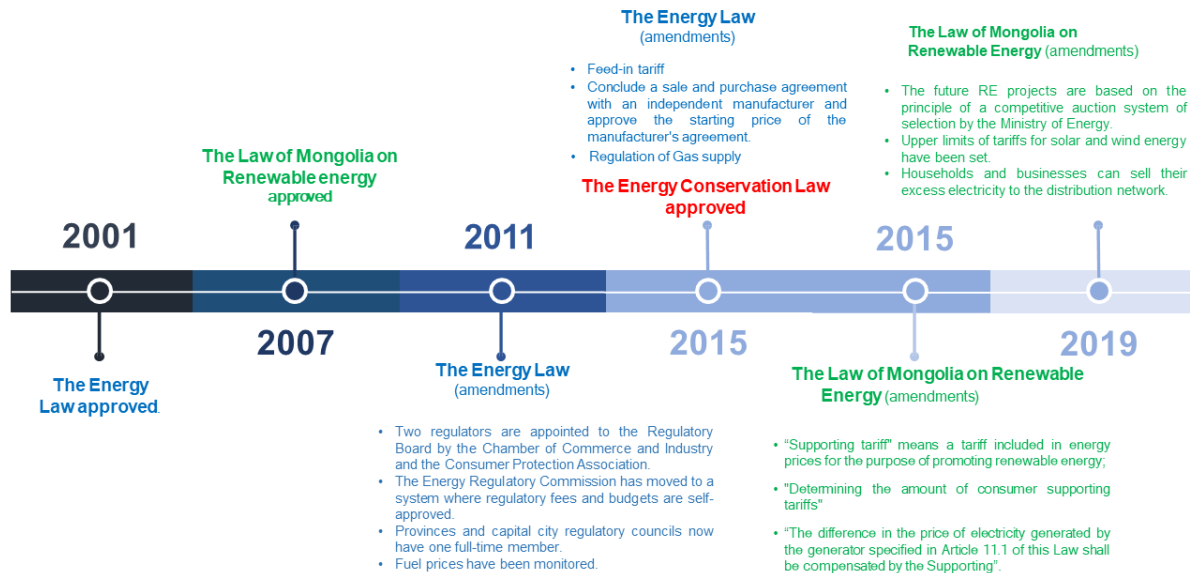 The Energy Law
(amendments)
• Feed-in tariff
• Conclude a sale and purchase agreement
with an independent manufacturer and
approve the starting price of the
manufacturer's agreement.
• Regulation of Gas supply
The Energy Conservation Law
approved
The Law of Mongolia on
Renewable Energy (amendments)
• The future RE projects are based on the
principle of a competitive auction system of
selection by the Ministry of Energy.
• Upper limits of tariffs for solar and wind energy
have been set.
• Households and businesses can sell their
excess electricity to the distribution network.
The Law of Mongolia on
Renewable energy
approved
2001
2011
2015
2007
2015
2019
The Energy
Law approved.
The Energy Law
(amendments)
• Two regulators are appointed to the Regulatory
Board by the Chamber of Commerce and Industry
and the Consumer Protection Association.
• The Energy Regulatory Commission has moved to a
system where regulatory fees and budgets are self-
approved.
• Provinces and capital city regulatory councils now
have one full-time member.
• Fuel prices have been monitored.
The Law of Mongolia on Renewable
Energy (amendments)
• “Supporting tariff" means a tariff included in energy
prices for the purpose of promoting renewable energy;
• "Determining the amount of consumer supporting
tariffs"
• “The difference in the price of electricity generated by
the generator specified in Article 11.1 of this Law shall
be compensated by the Supporting”.